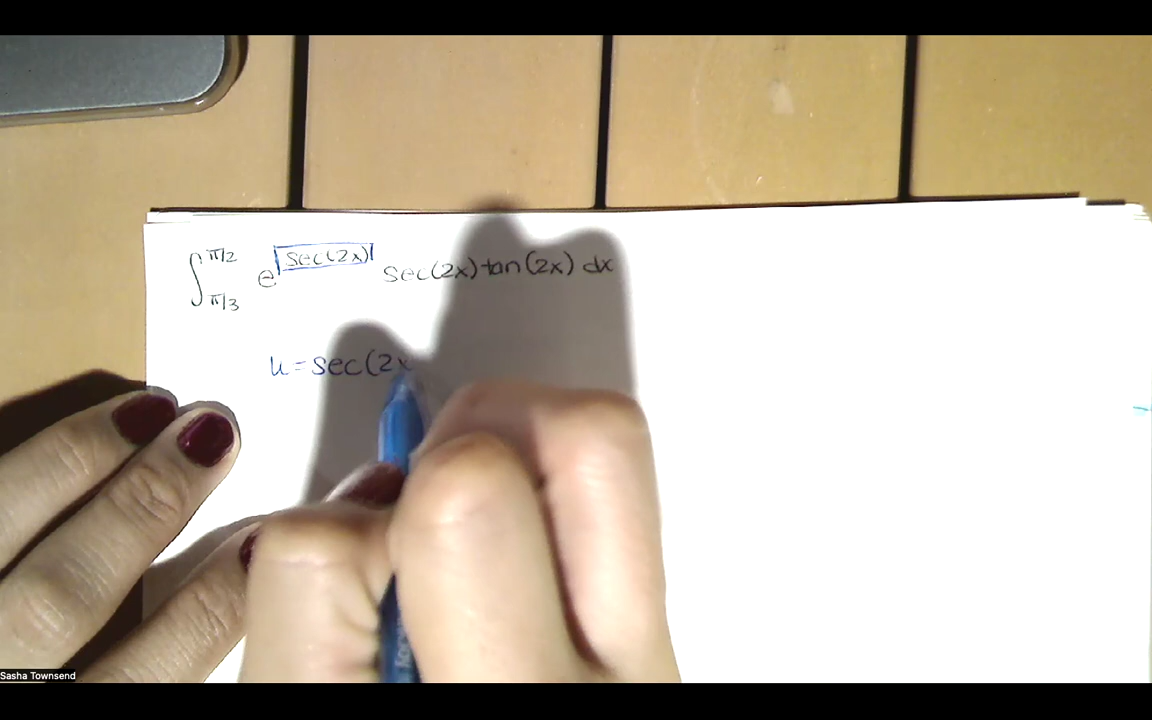 ∫_{π/3}^{π/2} e^{sec(2x)} sec(2x) tan(2x) dx
u = sec(2x
Sasha Townsend